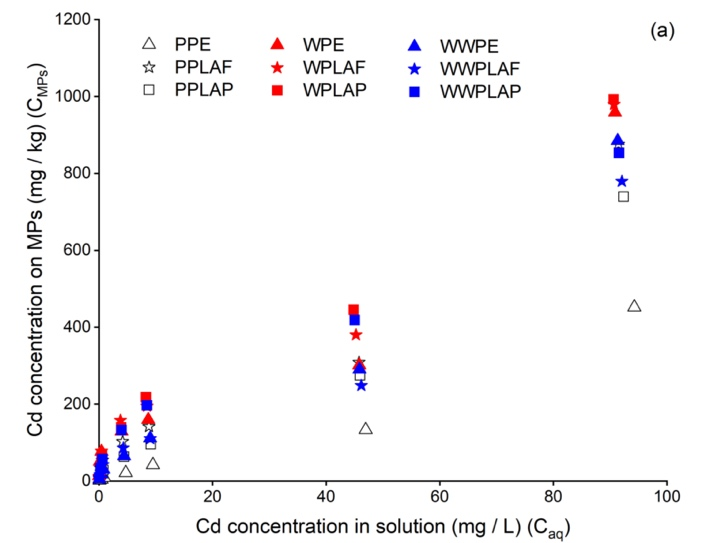 (a)
PPE
WPE
WWPE
PPLAF
WPLAF
WWPLAF
PPLAP
WPLAP
WWPLAP
Cd concentration on MPs (mg / kg) (CMPs)
1200
1000
800
600
400
200
0
0
20
40
60
80
100
Cd concentration in solution (mg / L) (Caq)